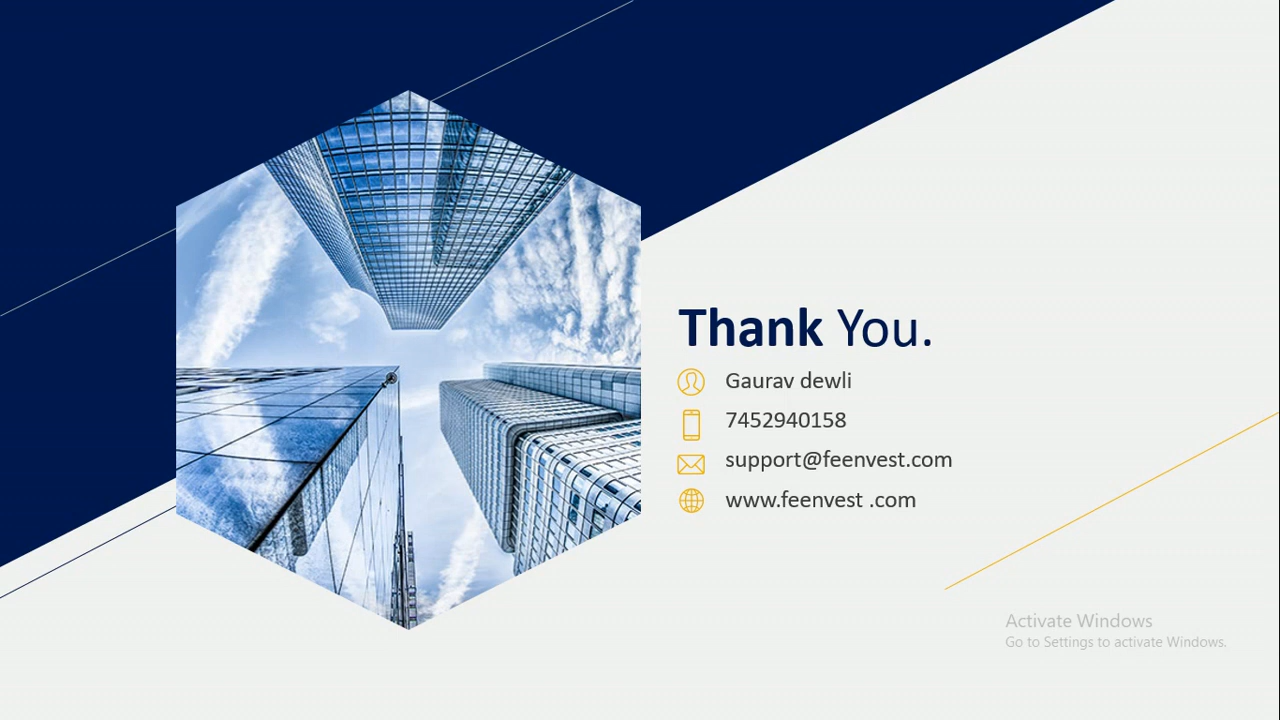 Thank You.
Gaurav dewli
7452940158
support@feenvest.com
www.feenvest .com
Activate Windows
Go to Settings to activate Windows.